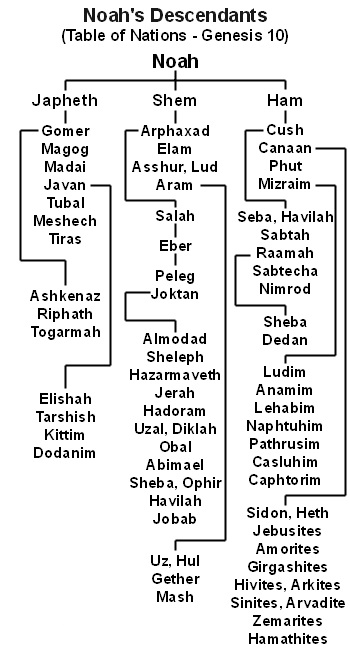 Noah's Descendants
(Table of Nations - Genesis 10)
Noah
Japheth
Gomer
Magog
Madai
Javan
Tubal
Meshech
Tiras
Ashkenaz
Riphath
Togarmah
Elishah
Tarshish
Kittim
Dodanim
Shem
Arphaxad
Elam
Asshur, Lud
Aram
Salah
Eber
Peleg
Joktan
Almodad
Sheleph
Hazarmaveth
Jerah
Hadoram
Uzal, Diklah
Obal
Abimael
Sheba, Ophir
Havilah
Jobab
Uz, Hul
Gether
Mash
Ham
Cush
Canaan
Phut
Mizraim
Seba, Havilah
Sabtah
Raamah
Sabtecha
Nimrod
Sheba
Dedan
Ludim
Anamim
Lehabim
Naphtuhim
Pathrusim
Casluhim
Caphtorim
Sidon, Heth
Jebusites
Amorites
Girgashites
Hivites, Arkites
Sinites, Arvadite
Zemarites
Hamathites